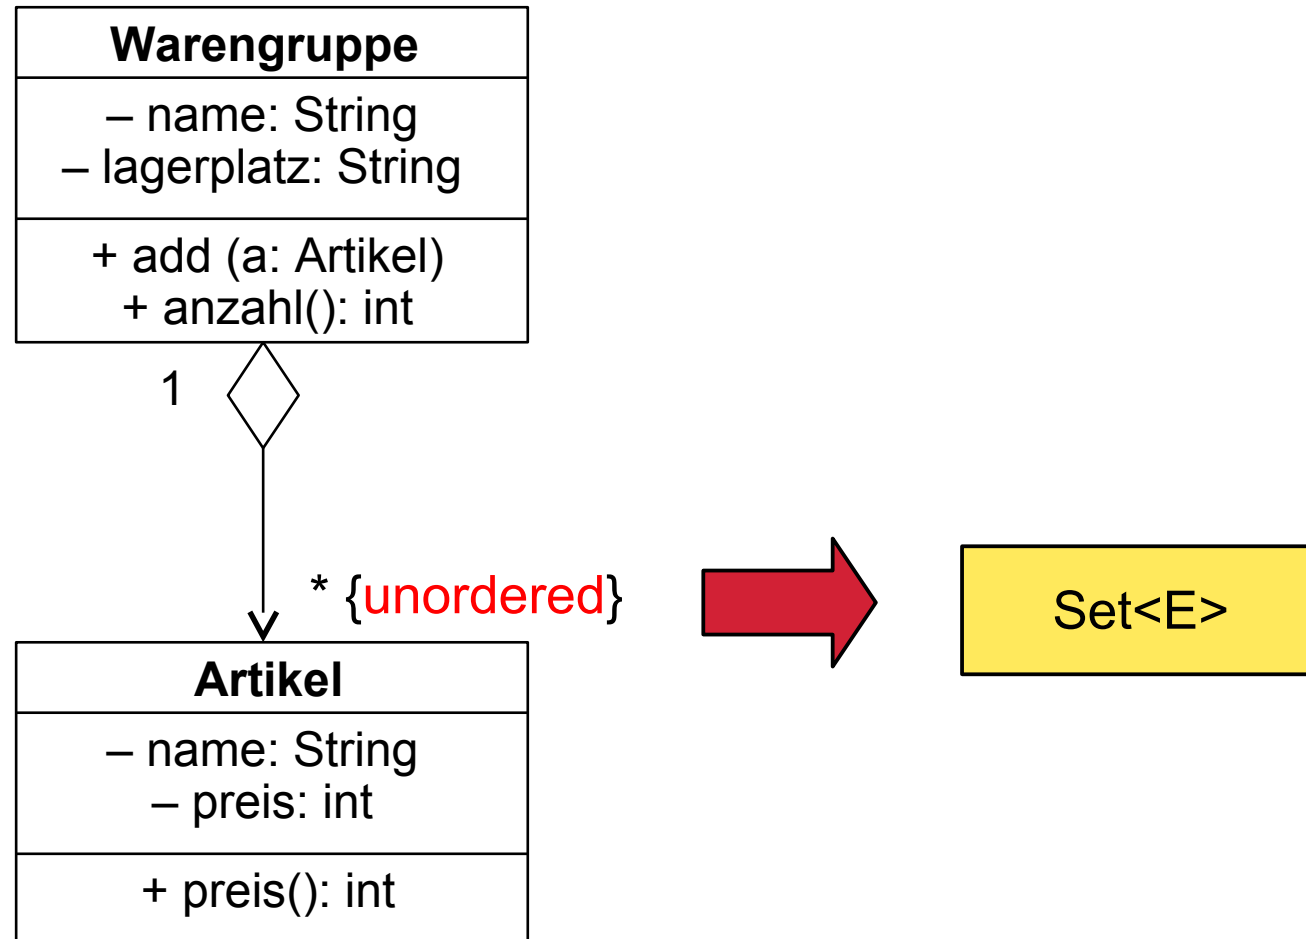 Warengruppe
– name: String
– lagerplatz: String
+ add (a: Artikel)
+ anzahl(): int
1
* {unordered}
Set<E>
Artikel
– name: String
– preis: int
+ preis(): int